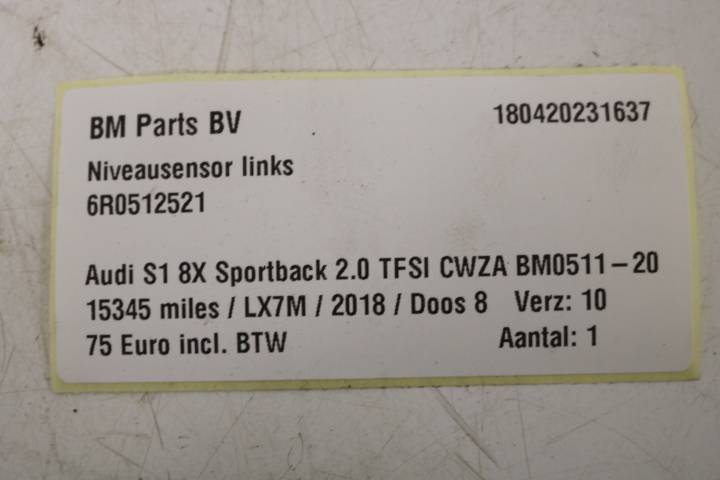 BM Parts BV 180420231637
Niveausensor links
6R0512521
Audi S1 8X Sportback 2.0 TFSI CWZA BM0511-20
15345 miles / LX7M / 2018 / Doos 8 Verz: 10
75 Euro incl. BTW Aantal: 1